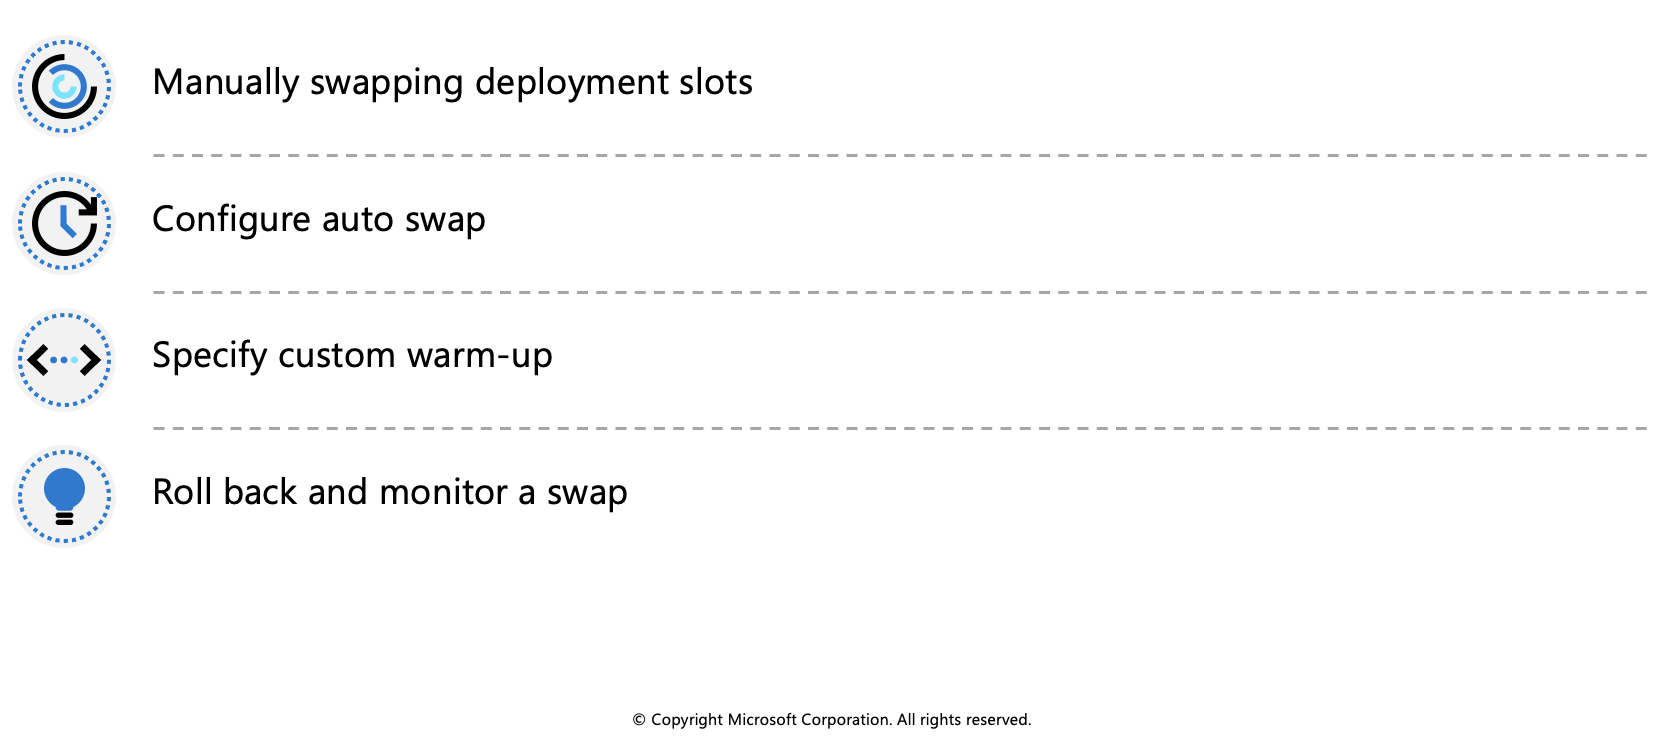 Manually swapping deployment slots
Configure auto swap
Specify custom warm-up
Roll back and monitor a swap
© Copyright Microsoft Corporation. All rights reserved.